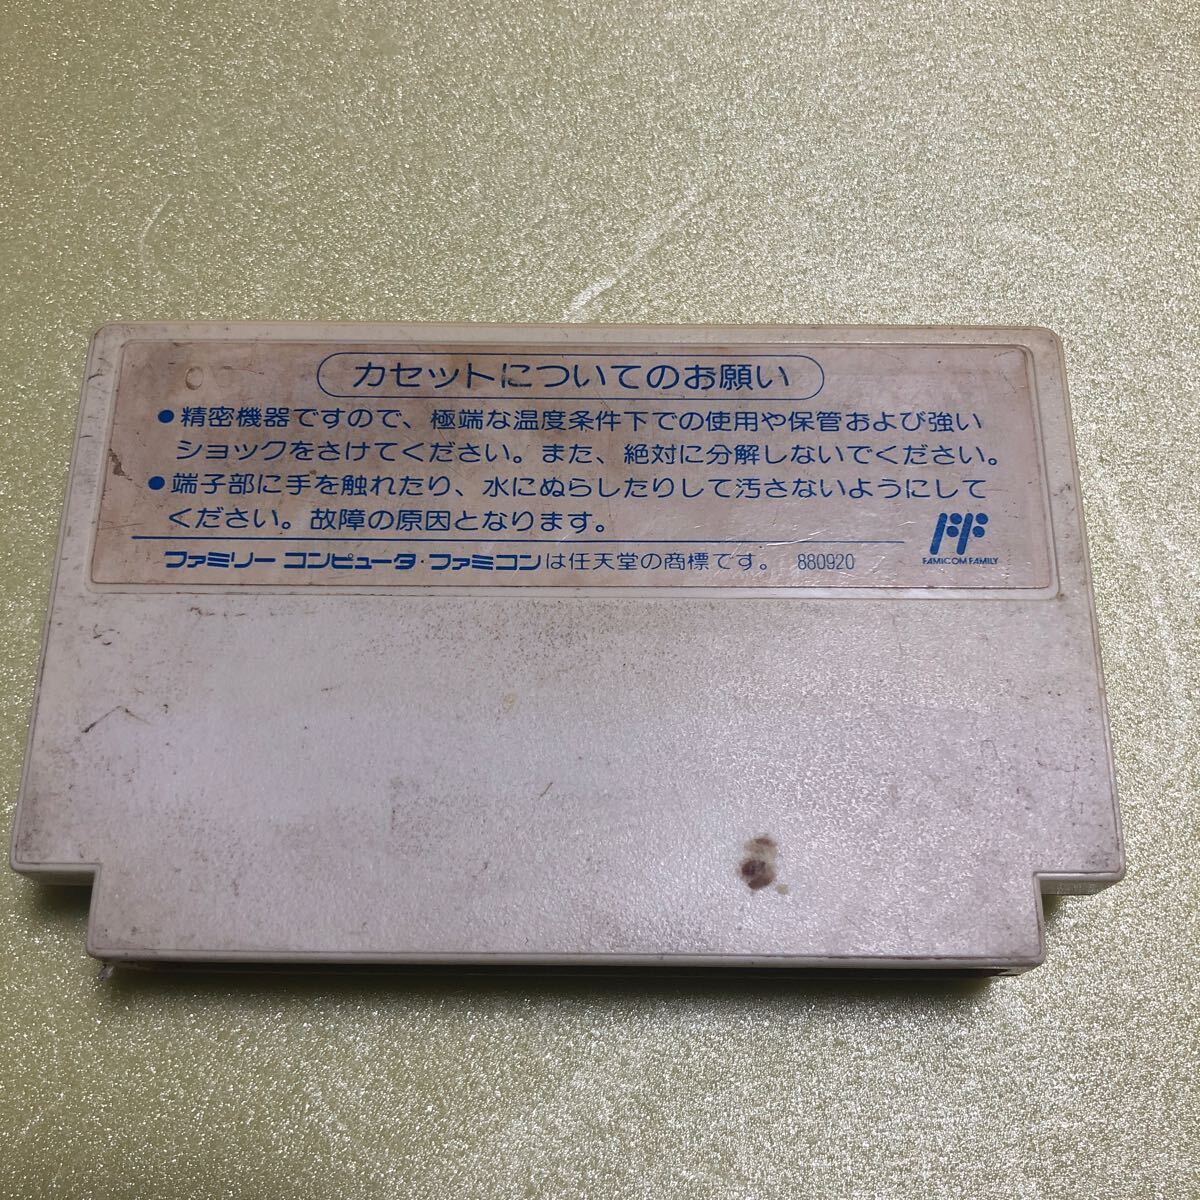 カセットについてのお願い
●精密機器ですので、極端な温度条件下での使用や保管および強い
ショックをさけてください。また、絶対に分解しないでください。
●端子部に手を触れたり、水にぬらしたりして汚さないようにして
ください。故障の原因となります。
ファミリー コンピュータ・ファミコンは任天堂の商標です。 880920
FAMICOM FAMILY